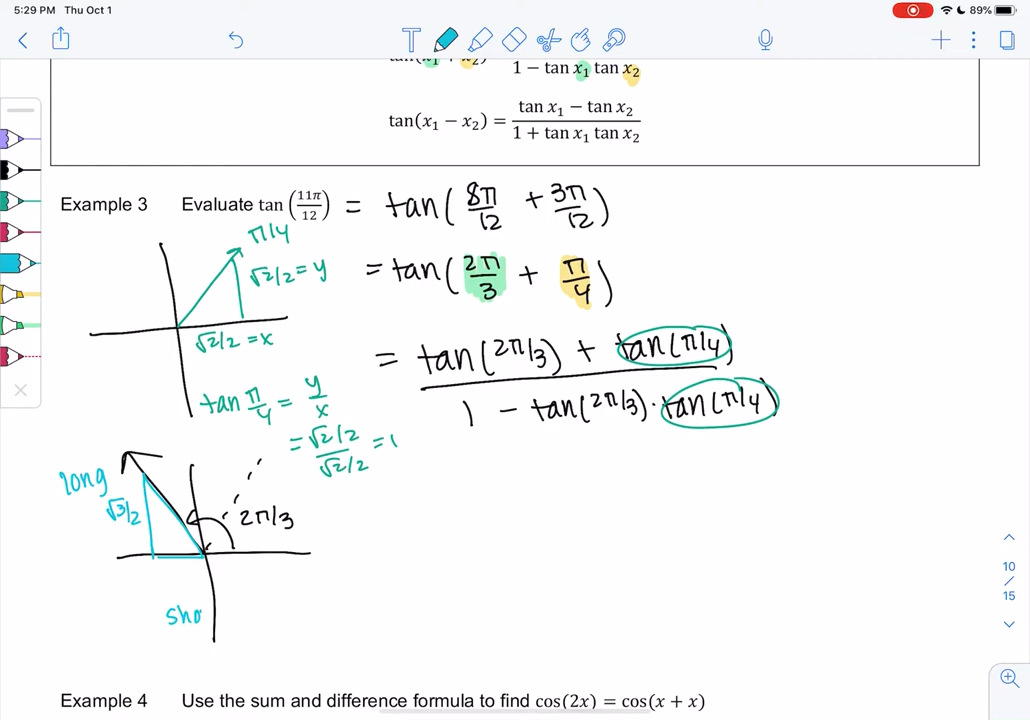 5:29 PM Thu Oct 1
89%
1 − tan x₁ tan x₂
tan(x₁ − x₂) = (tan x₁ − tan x₂) / (1 + tan x₁ tan x₂)
Example 3 Evaluate tan (11π/12) = tan(8π/12 + 3π/12)
π/4
√2/2 = y
√2/2 = x
= tan(2π/3 + π/4)
= (tan(2π/3) + tan(π/4)) / (1 − tan(2π/3)·tan(π/4))
tan π/4 = y/x
= (√2/2)/(√2/2) = 1
long
√3/2
2π/3
sho
10
/
15
Example 4 Use the sum and difference formula to find cos(2x) = cos(x + x)